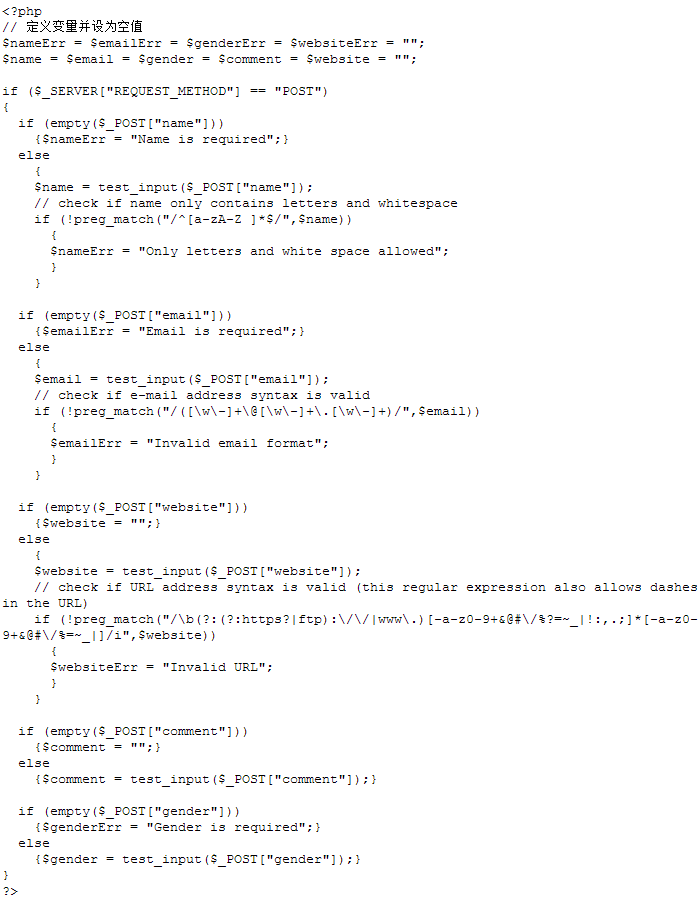 <?php
// 定义变量并设为空值
$nameErr = $emailErr = $genderErr = $websiteErr = "";
$name = $email = $gender = $comment = $website = "";

if ($_SERVER["REQUEST_METHOD"] == "POST")
{
  if (empty($_POST["name"]))
    {$nameErr = "Name is required";}
  else
    {
    $name = test_input($_POST["name"]);
    // check if name only contains letters and whitespace
    if (!preg_match("/^[a-zA-Z ]*$/",$name))
      {
      $nameErr = "Only letters and white space allowed";
      }
    }

  if (empty($_POST["email"]))
    {$emailErr = "Email is required";}
  else
    {
    $email = test_input($_POST["email"]);
    // check if e-mail address syntax is valid
    if (!preg_match("/([\w\-]+\@[\w\-]+\.[\w\-]+)/",$email))
      {
      $emailErr = "Invalid email format";
      }
    }

  if (empty($_POST["website"]))
    {$website = "";}
  else
    {
    $website = test_input($_POST["website"]);
    // check if URL address syntax is valid (this regular expression also allows dashes
in the URL)
    if (!preg_match("/\b(?:(?:https?|ftp):\/\/|www\.)[-a-z0-9+&@#\/%?=~_|!:,.;]*[-a-z0-
9+&@#\/%=~_|]/i",$website))
      {
      $websiteErr = "Invalid URL";
      }
    }

  if (empty($_POST["comment"]))
    {$comment = "";}
  else
    {$comment = test_input($_POST["comment"]);}

  if (empty($_POST["gender"]))
    {$genderErr = "Gender is required";}
  else
    {$gender = test_input($_POST["gender"]);}
}
?>